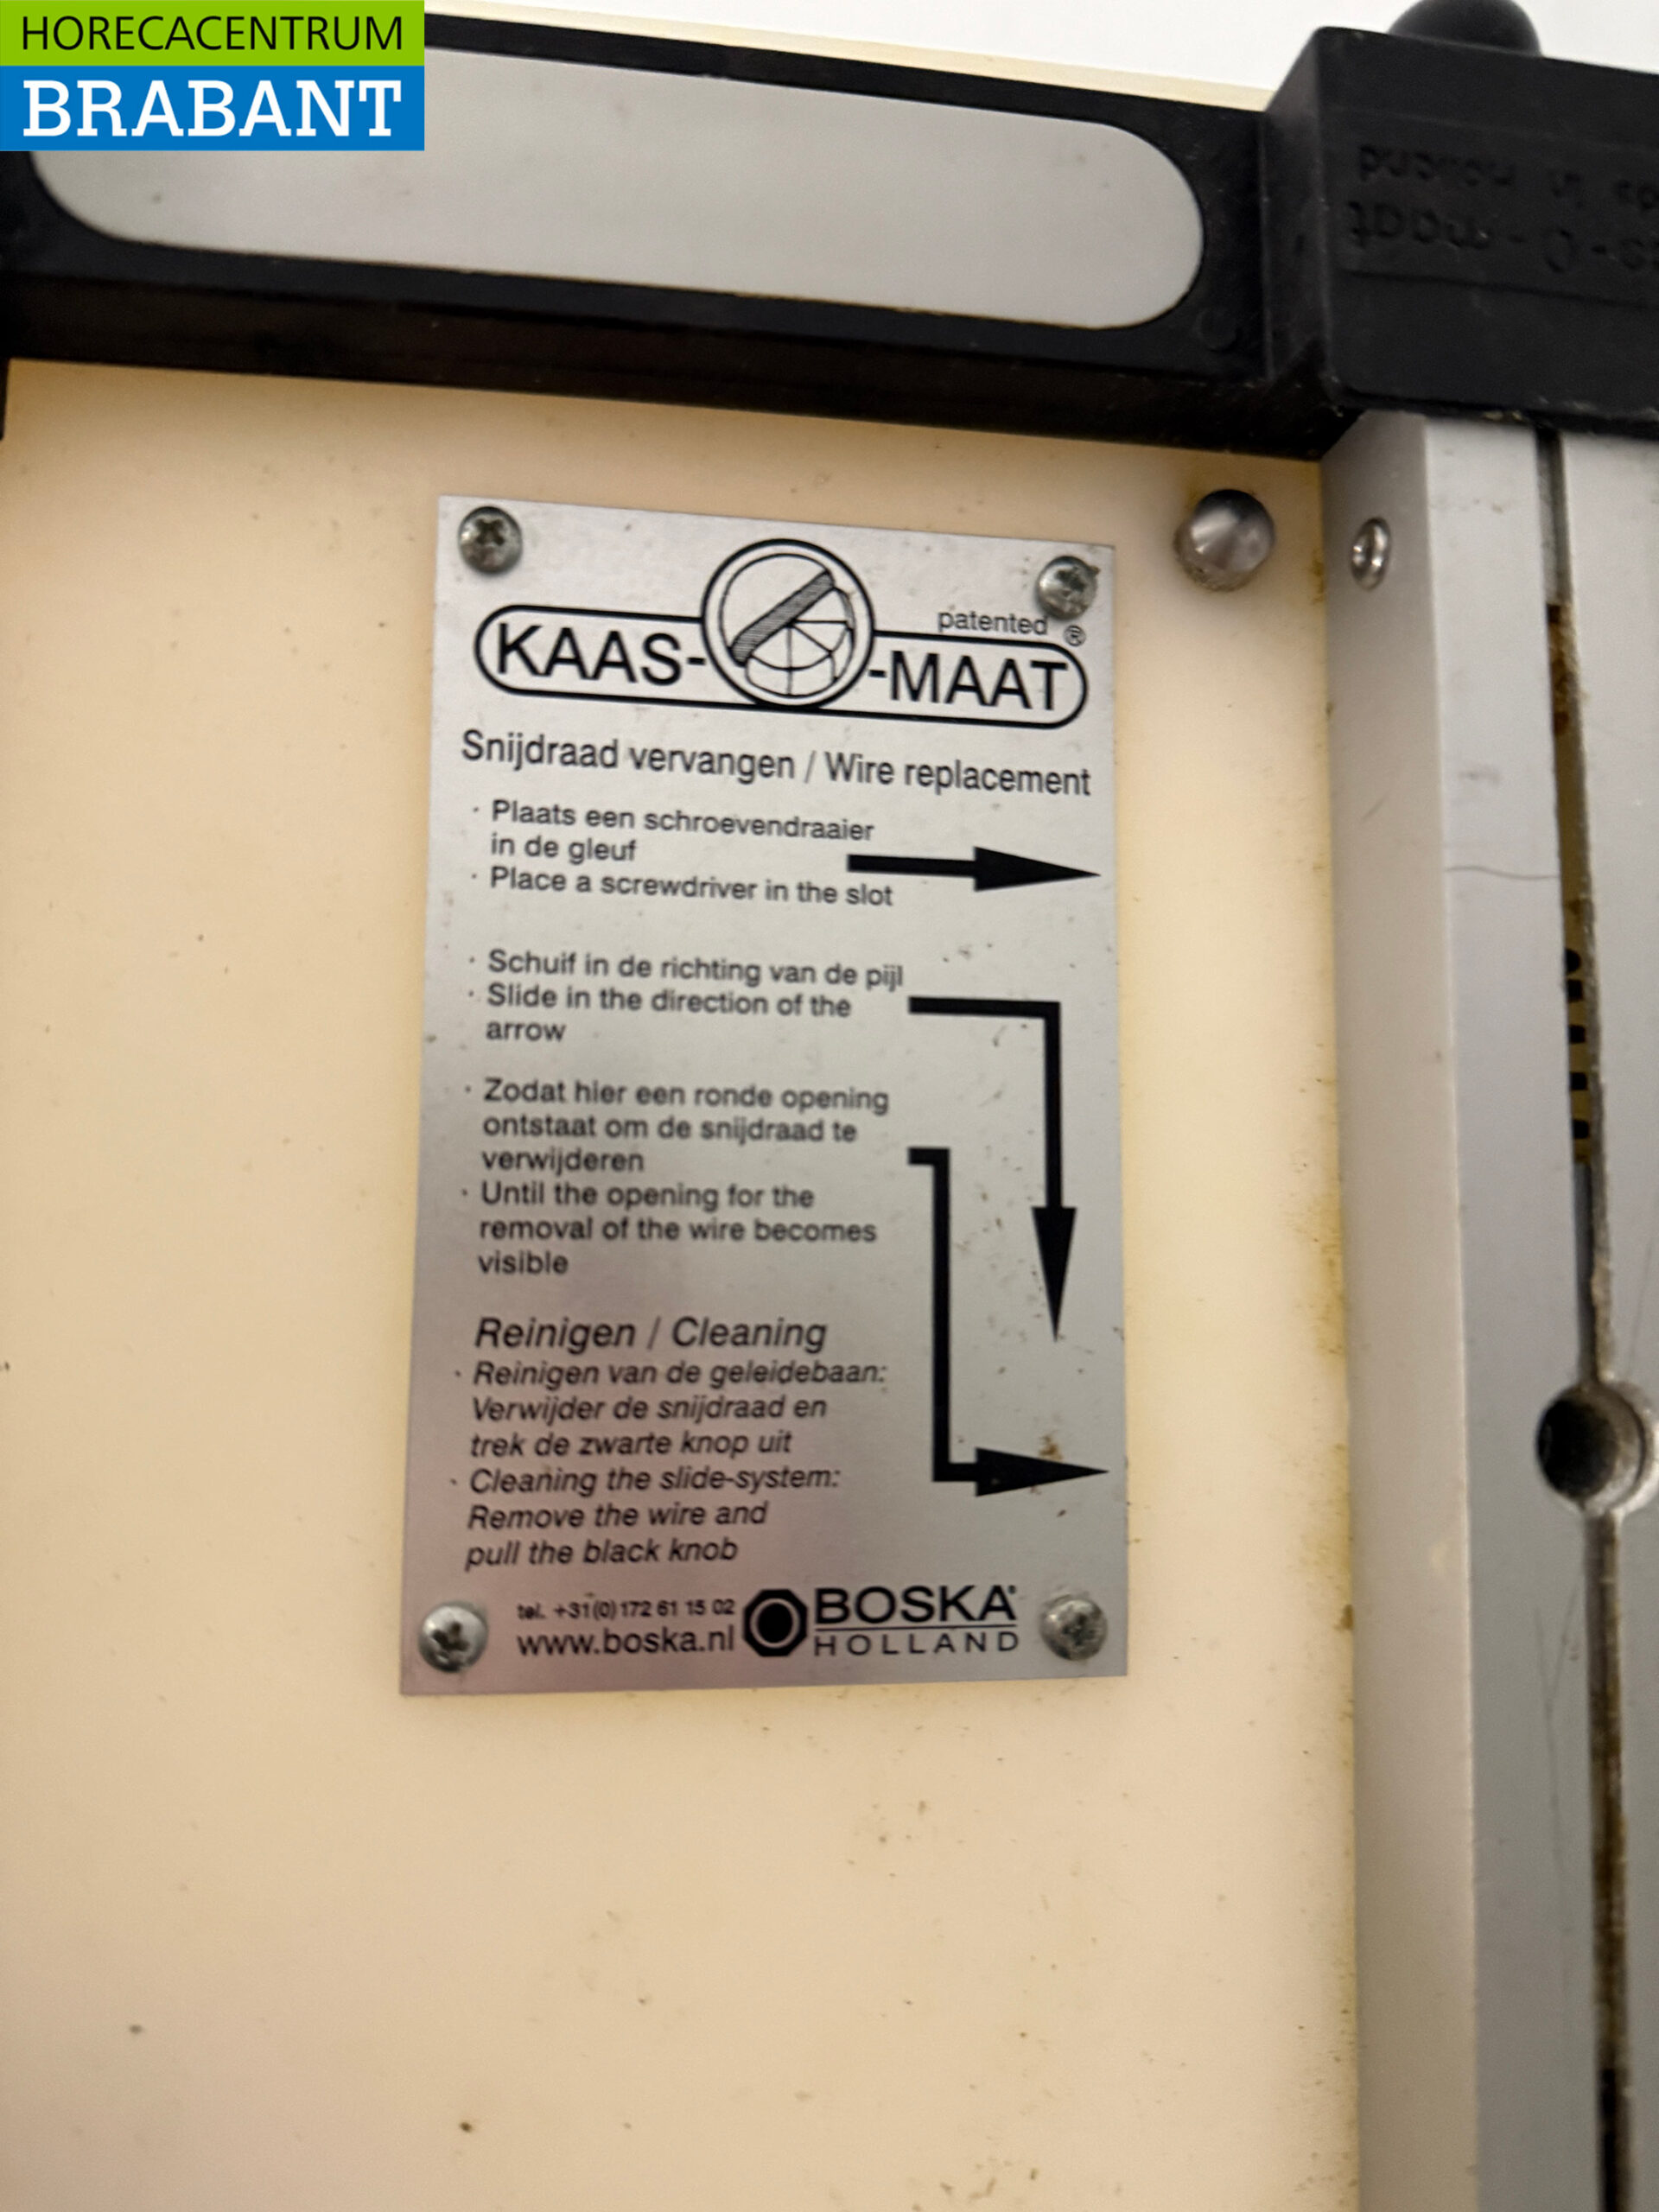 HORECACENTRUM
BRABANT
KAAS-O-MAAT
patented ®
Snijdraad vervangen / Wire replacement
· Plaats een schroevendraaier
in de gleuf
· Place a screwdriver in the slot
· Schuif in de richting van de pijl
· Slide in the direction of the
arrow
· Zodat hier een ronde opening
ontstaat om de snijdraad te
verwijderen
· Until the opening for the
removal of the wire becomes
visible
Reinigen / Cleaning
· Reinigen van de geleidebaan:
Verwijder de snijdraad en
trek de zwarte knop uit
· Cleaning the slide-system:
Remove the wire and
pull the black knob
tel. +31(0)172 61 15 02
www.boska.nl
BOSKA
HOLLAND
in Holland
-O-maat